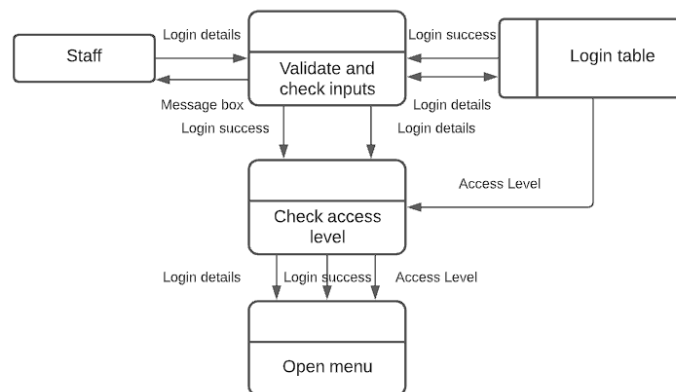 Login details
Login success
Staff
Login table
Validate and
check inputs
Message box
Login details
Login success
Login details
Access Level
Check access
level
Login details
Login success
Access Level
Open menu